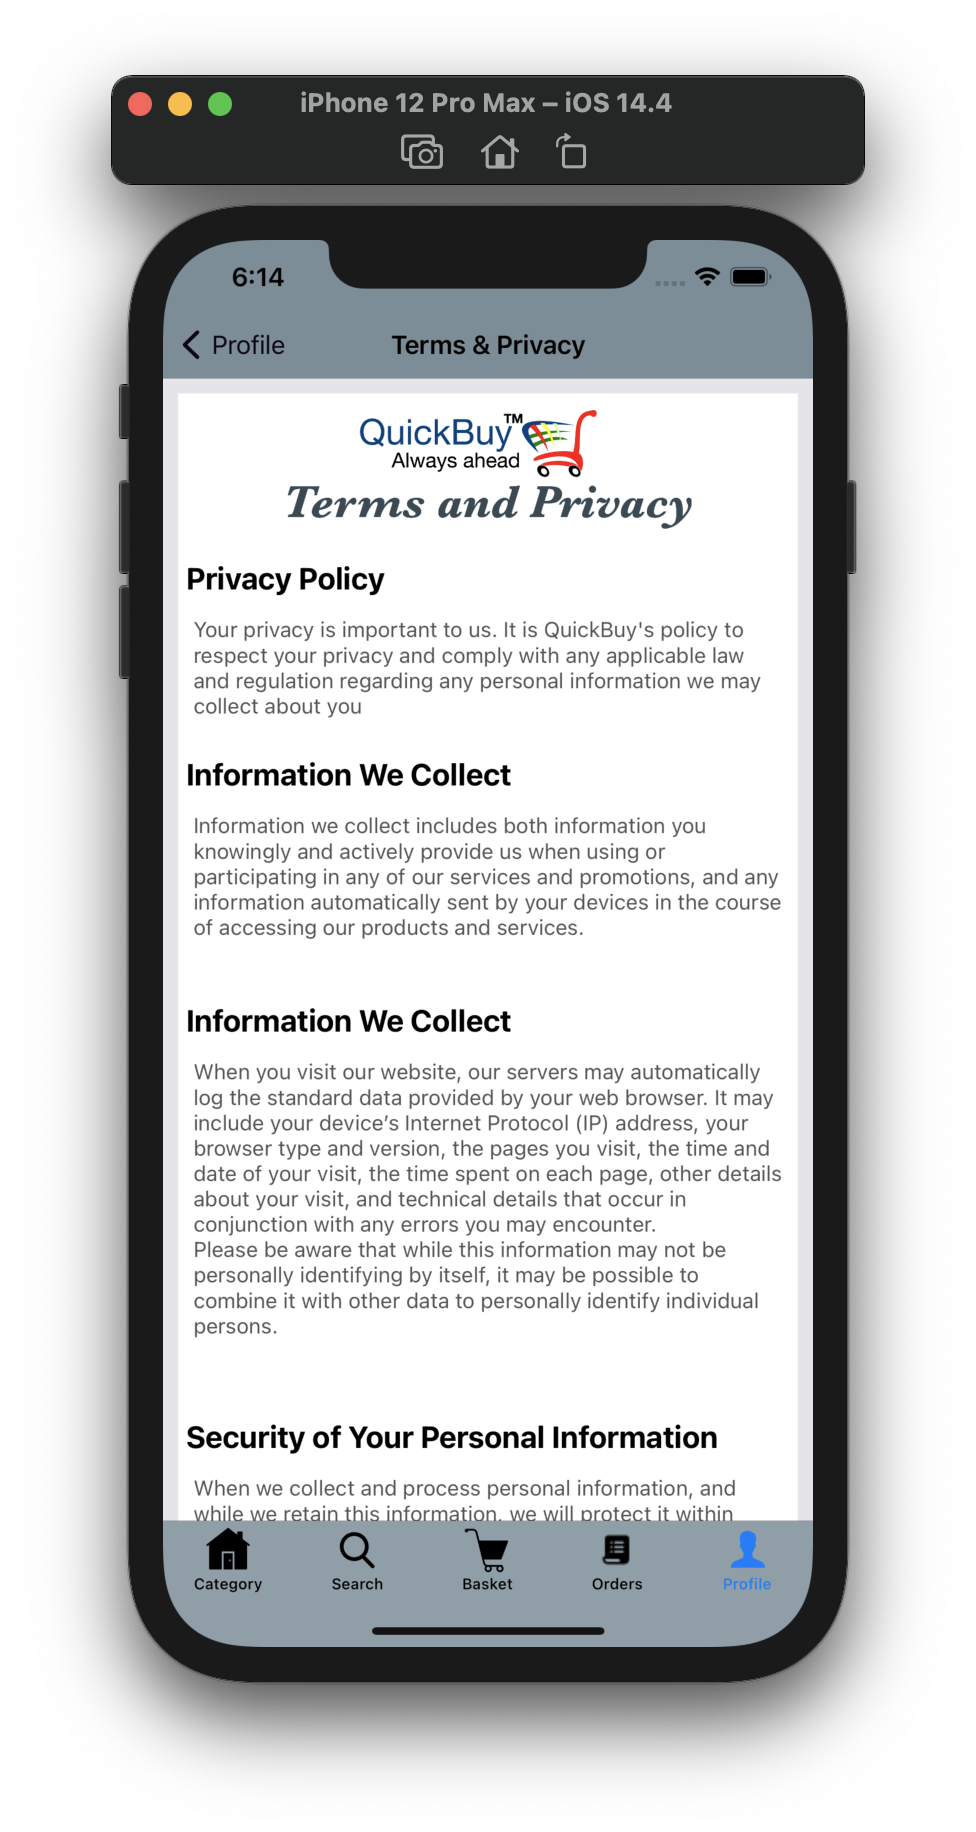 iPhone 12 Pro Max – iOS 14.4
6:14
Profile
Terms & Privacy
QuickBuy™
Always ahead
Terms and Privacy
Privacy Policy
Your privacy is important to us. It is QuickBuy's policy to
respect your privacy and comply with any applicable law
and regulation regarding any personal information we may
collect about you
Information We Collect
Information we collect includes both information you
knowingly and actively provide us when using or
participating in any of our services and promotions, and any
information automatically sent by your devices in the course
of accessing our products and services.
Information We Collect
When you visit our website, our servers may automatically
log the standard data provided by your web browser. It may
include your device’s Internet Protocol (IP) address, your
browser type and version, the pages you visit, the time and
date of your visit, the time spent on each page, other details
about your visit, and technical details that occur in
conjunction with any errors you may encounter.
Please be aware that while this information may not be
personally identifying by itself, it may be possible to
combine it with other data to personally identify individual
persons.
Security of Your Personal Information
When we collect and process personal information, and
while we retain this information, we will protect it within
Category
Search
Basket
Orders
Profile